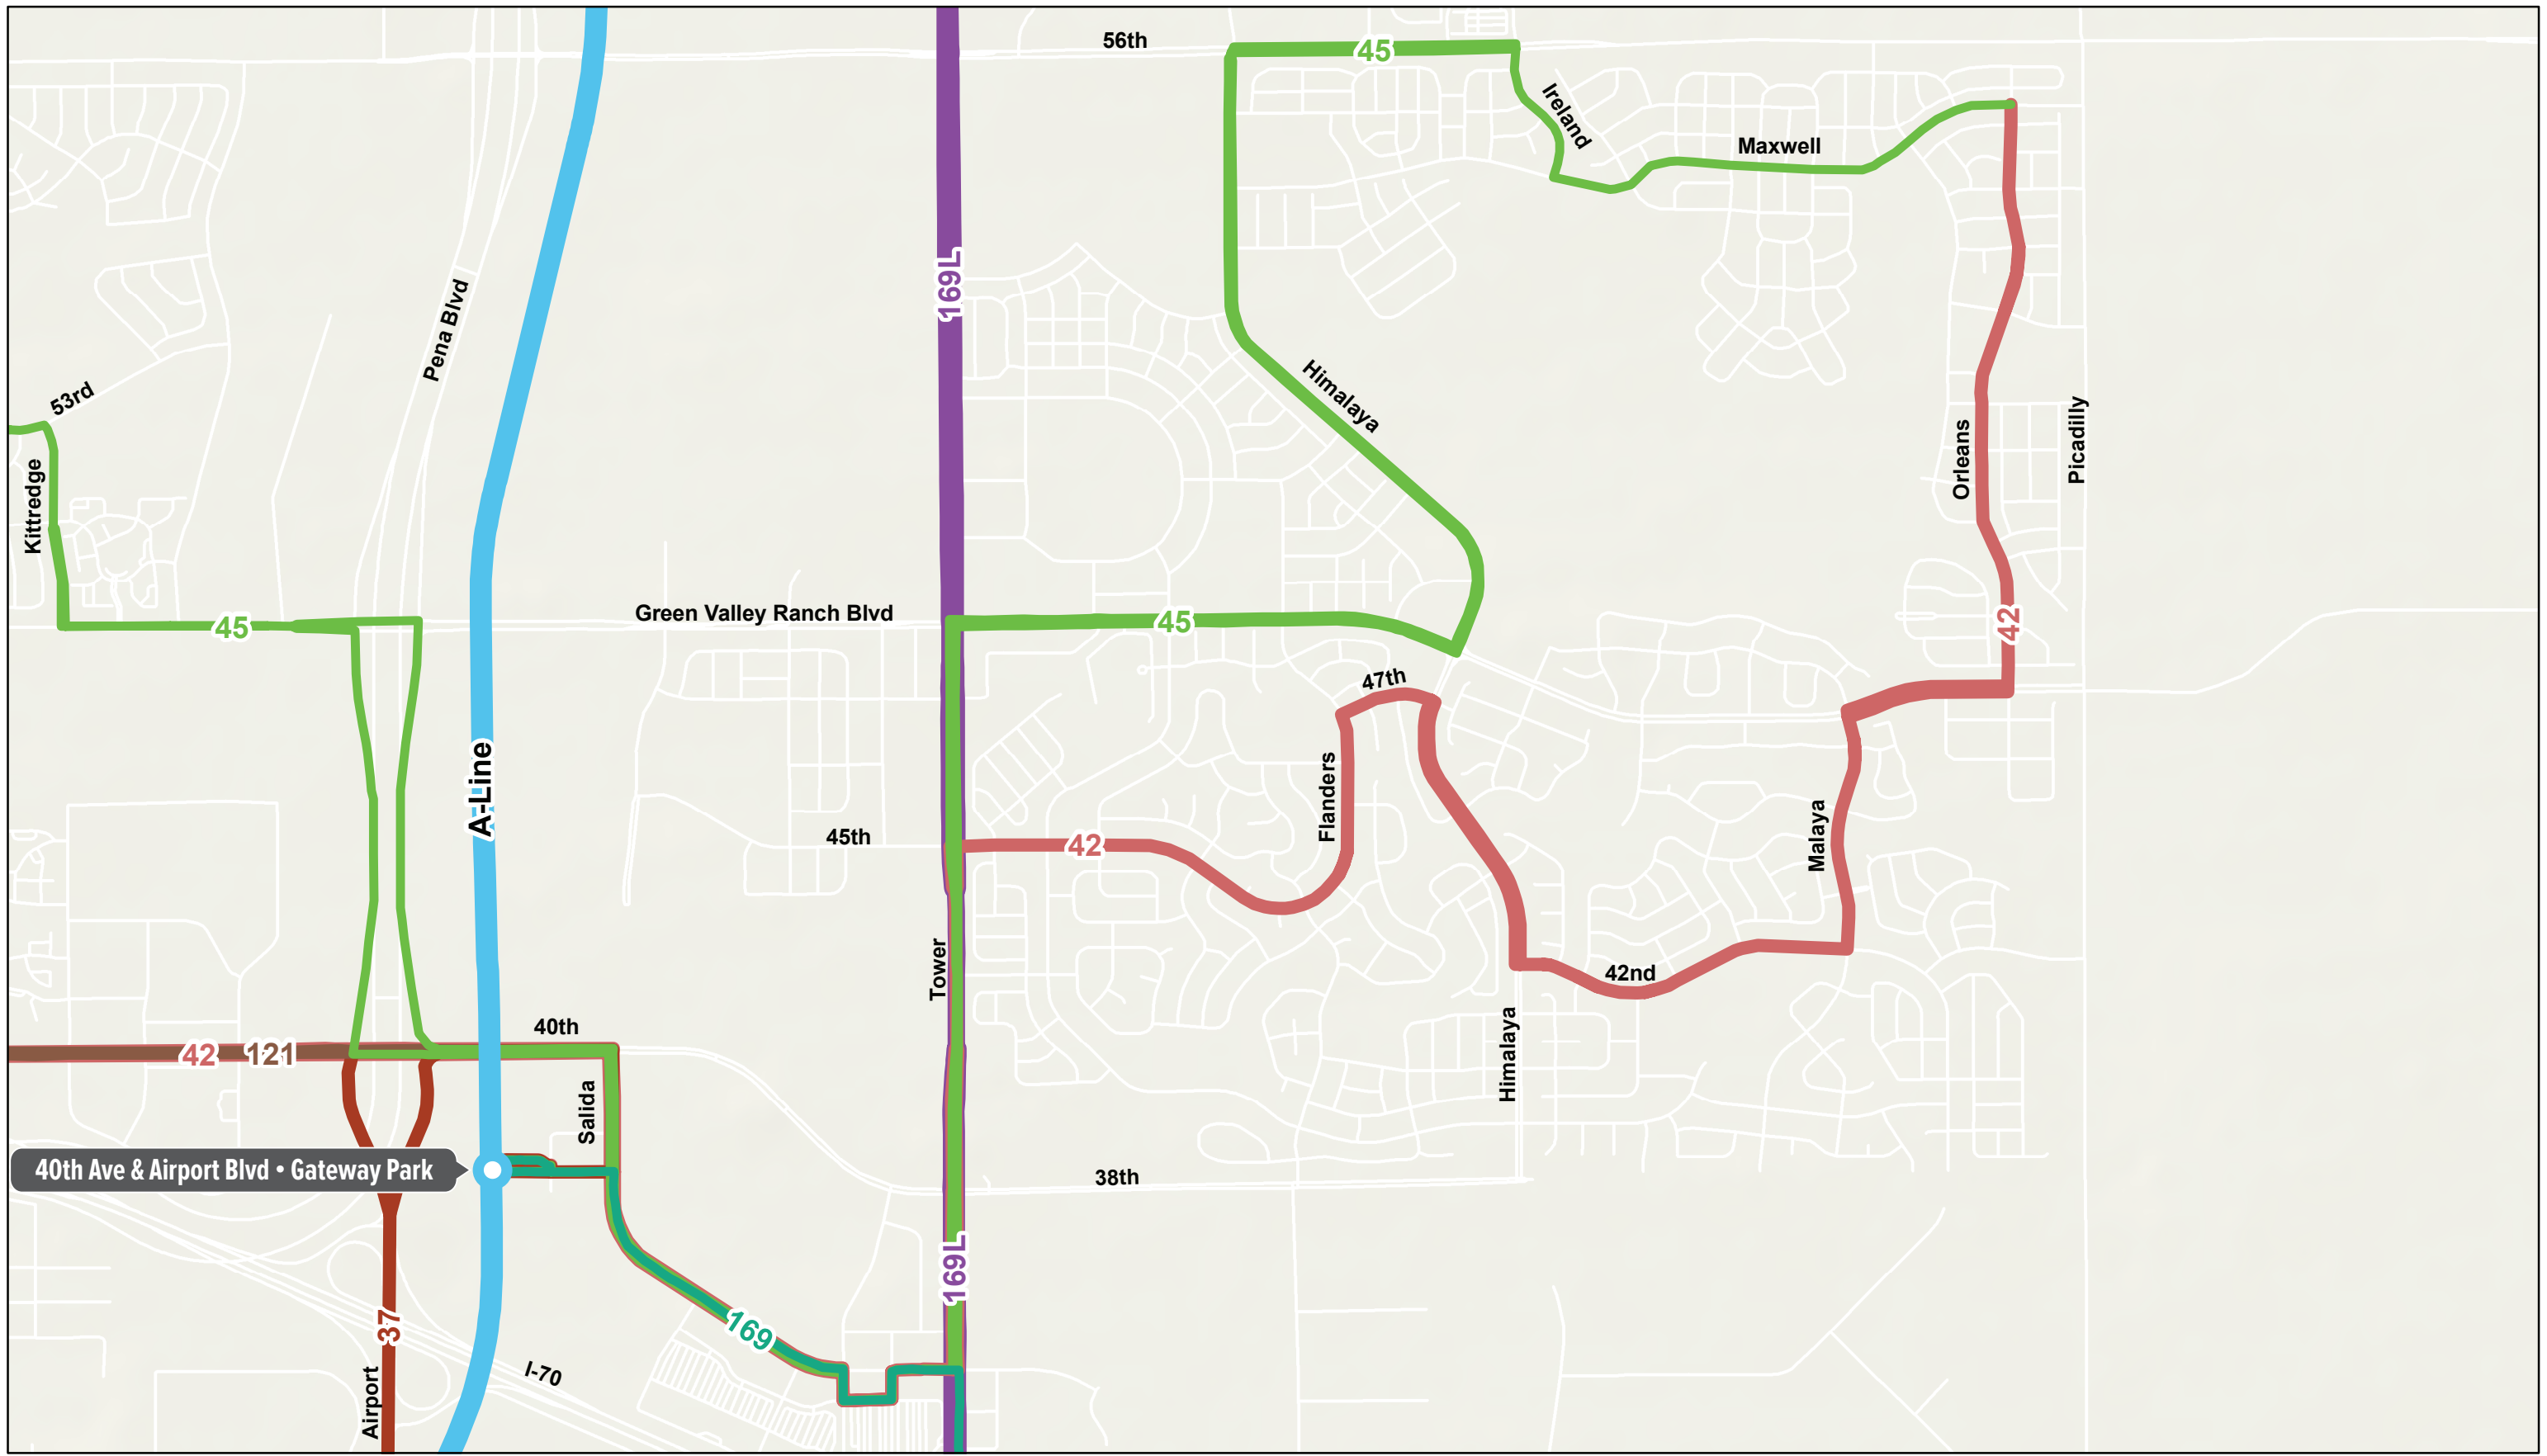 56th
45
Ireland
Maxwell
169L
Pena Blvd
Himalaya
53rd
Kittredge
Orleans
Picadilly
45
Green Valley Ranch Blvd
45
42
47th
A-Line
Flanders
45th
42
Malaya
Tower
42nd
40th
42
121
Salida
Himalaya
40th Ave & Airport Blvd • Gateway Park
38th
169L
37
169
I-70
Airport